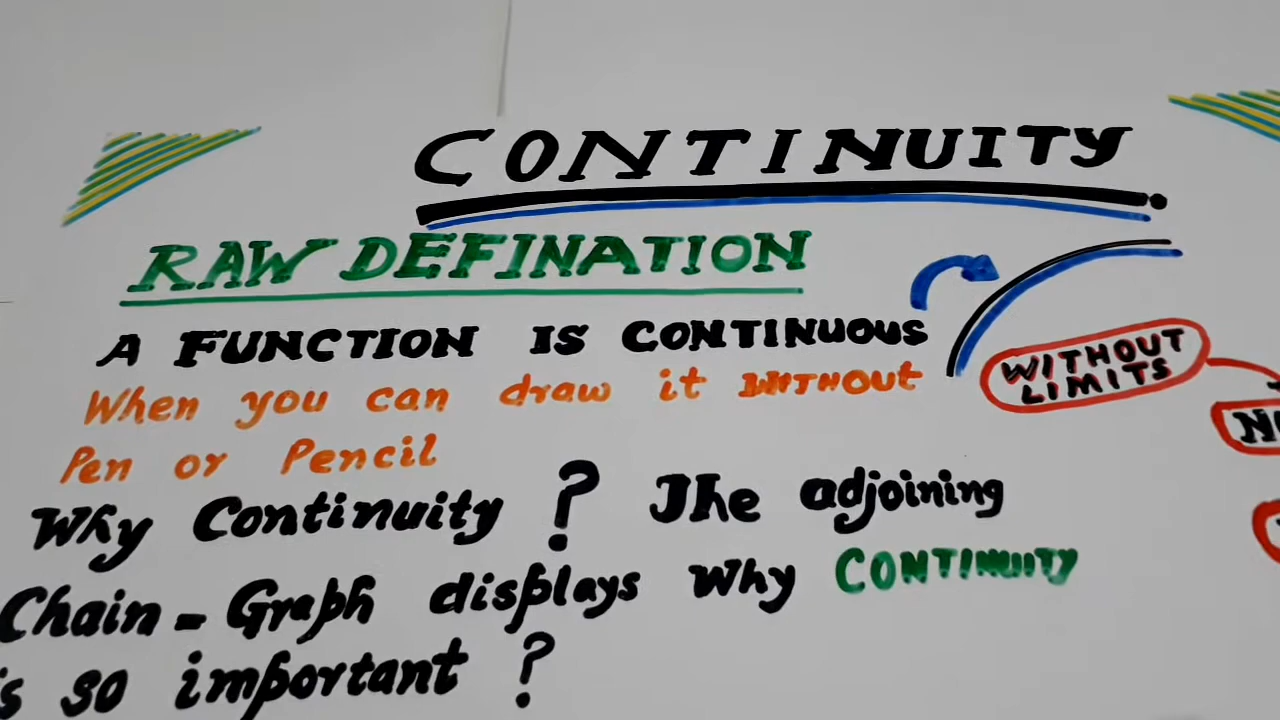 CONTINUITY
RAW DEFINATION
A FUNCTION IS CONTINUOUS
When you can draw it WITHOUT
Pen or Pencil
WITHOUT
LIMITS
Why Continuity ? The adjoining
Chain - Graph displays Why CONTINUITY
is so important ?